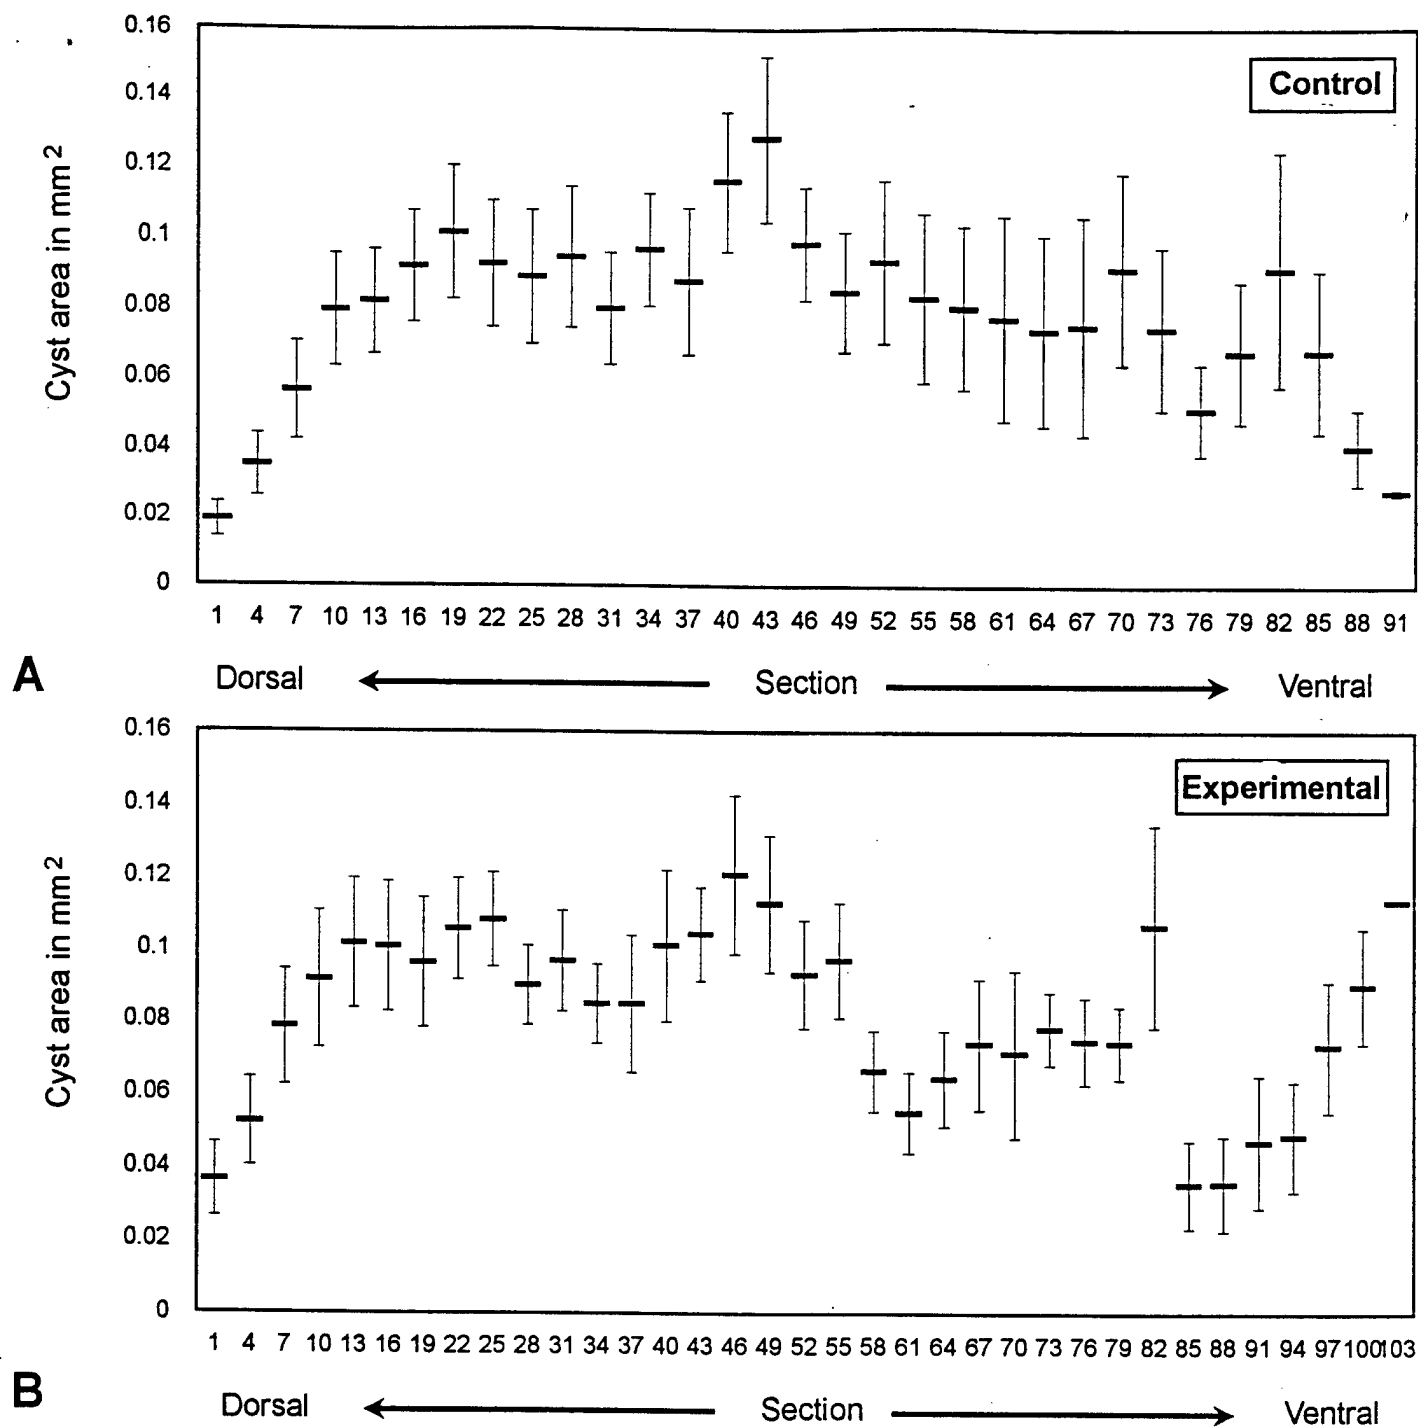 0.16
Control
0.14
0.12
0.1
0.08
0.06
0.04
0.02
0
Cyst area in mm2
1 4 7 10 13 16 19 22 25 28 31 34 37 40 43 46 49 52 55 58 61 64 67 70 73 76 79 82 85 88 91
A
Dorsal Section Ventral
0.16
Experimental
0.14
0.12
0.1
0.08
0.06
0.04
0.02
0
Cyst area in mm2
1 4 7 10 13 16 19 22 25 28 31 34 37 40 43 46 49 52 55 58 61 64 67 70 73 76 79 82 85 88 91 94 97 100 103
B
Dorsal Section Ventral